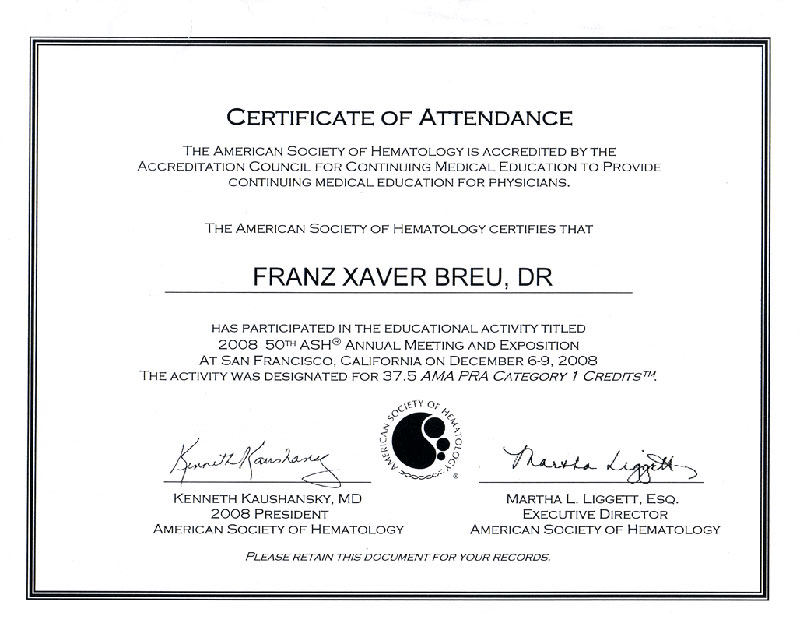 CERTIFICATE OF ATTENDANCE
THE AMERICAN SOCIETY OF HEMATOLOGY IS ACCREDITED BY THE
ACCREDITATION COUNCIL FOR CONTINUING MEDICAL EDUCATION TO PROVIDE
CONTINUING MEDICAL EDUCATION FOR PHYSICIANS.
THE AMERICAN SOCIETY OF HEMATOLOGY CERTIFIES THAT
FRANZ XAVER BREU, DR
HAS PARTICIPATED IN THE EDUCATIONAL ACTIVITY TITLED
2008 50TH ASH® ANNUAL MEETING AND EXPOSITION
AT SAN FRANCISCO, CALIFORNIA ON DECEMBER 6-9, 2008
THE ACTIVITY WAS DESIGNATED FOR 37.5 AMA PRA CATEGORY 1 CREDITS™.
AMERICAN SOCIETY OF HEMATOLOGY ®
Kenneth Kaushansky
Martha Liggett
KENNETH KAUSHANSKY, MD
2008 PRESIDENT
AMERICAN SOCIETY OF HEMATOLOGY
MARTHA L. LIGGETT, ESQ.
EXECUTIVE DIRECTOR
AMERICAN SOCIETY OF HEMATOLOGY
PLEASE RETAIN THIS DOCUMENT FOR YOUR RECORDS.